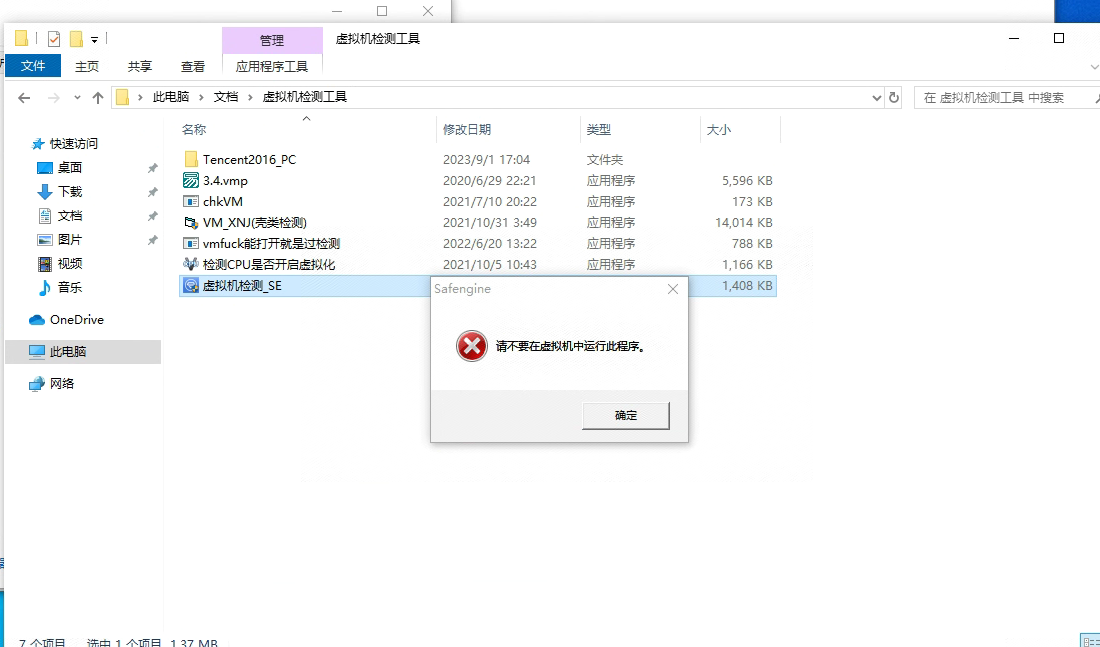 管理
虚拟机检测工具
文件
主页
共享
查看
应用程序工具
此电脑 › 文档 › 虚拟机检测工具
在 虚拟机检测工具 中搜索
名称 修改日期 类型 大小
快速访问
桌面
下载
文档
图片
视频
音乐
OneDrive
此电脑
网络
Tencent2016_PC 2023/9/1 17:04 文件夹
3.4.vmp 2020/6/29 22:21 应用程序 5,596 KB
chkVM 2021/7/10 20:22 应用程序 173 KB
VM_XNJ(壳类检测) 2021/10/31 3:49 应用程序 14,014 KB
vmfuck能打开就是过检测 2022/6/20 13:22 应用程序 788 KB
检测CPU是否开启虚拟化 2021/10/5 10:43 应用程序 1,166 KB
虚拟机检测_SE 1,408 KB
Safengine
请不要在虚拟机中运行此程序。
确定
7 个项目 选中 1 个项目 1.37 MB